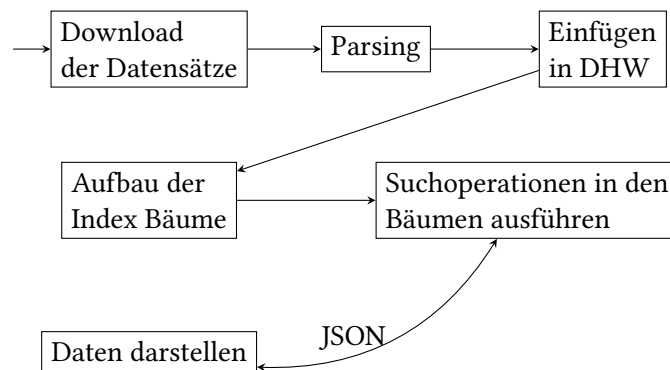 Download
der Datensätze
Parsing
Einfügen
in DHW
Aufbau der
Index Bäume
Suchoperationen in den
Bäumen ausführen
JSON
Daten darstellen